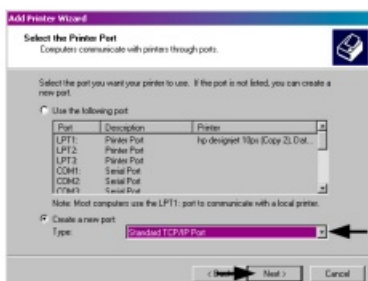 Add Printer Wizard
Select the Printer Port
Computers communicate with printers through ports.
Select the port you want your printer to use. If the port is not listed, you can create a
new port.
Use the following port:
Port Description Printer
LPT1: Printer Port hp designjet 10ps (Copy 2), Dat...
LPT2: Printer Port
LPT3: Printer Port
COM1: Serial Port
COM2: Serial Port
COM3: Serial Port
Note: Most computers use the LPT1: port to communicate with a local printer.
Create a new port:
Type: Standard TCP/IP Port
Next > Cancel